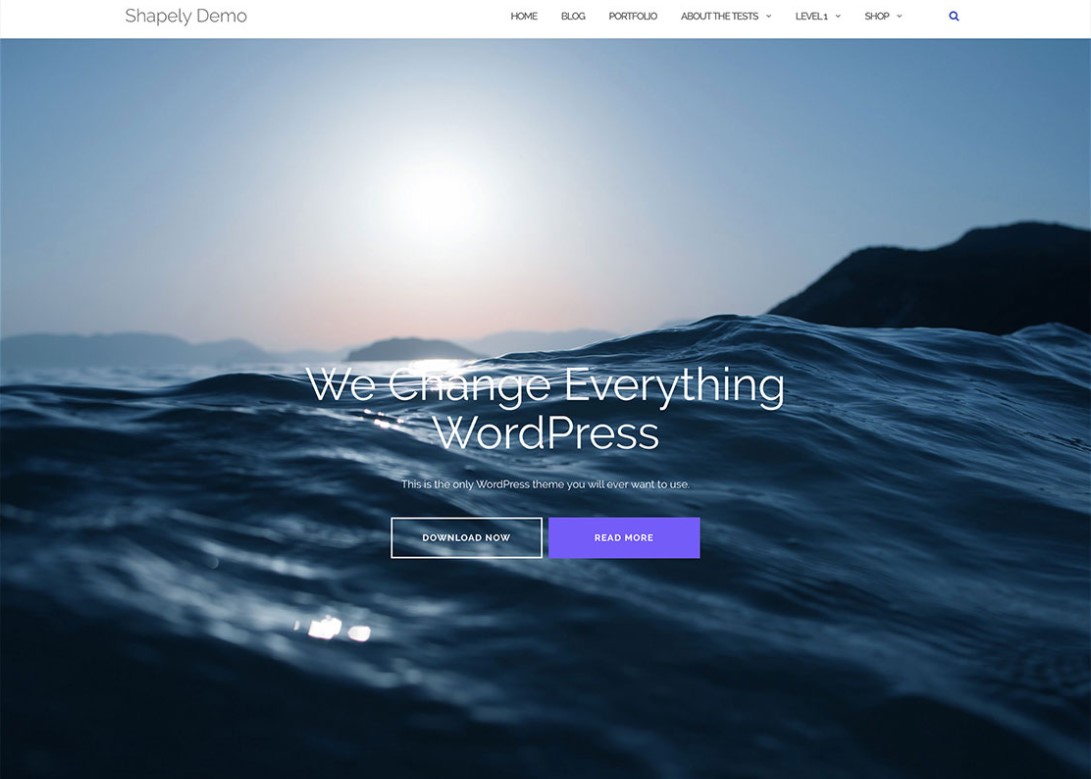 Shapely Demo
HOME BLOG PORTFOLIO ABOUT THE TESTS LEVEL 1 SHOP
We Change Everything
WordPress
This is the only WordPress theme you will ever want to use.
DOWNLOAD NOW READ MORE